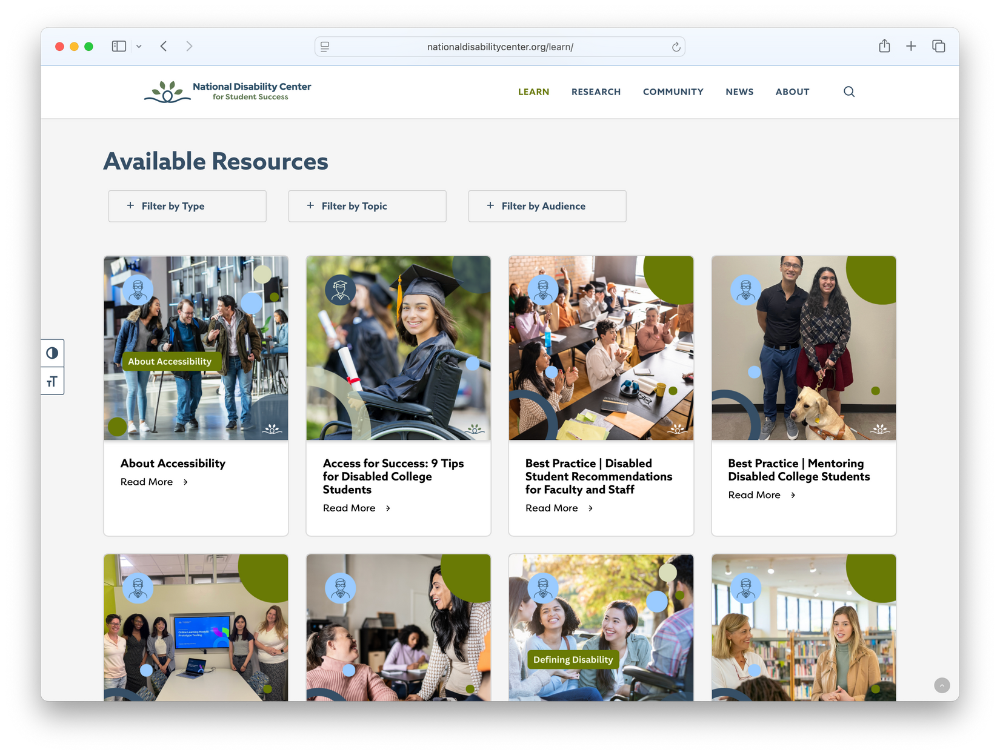 nationaldisabilitycenter.org/learn/
National Disability Center
for Student Success
LEARN
RESEARCH
COMMUNITY
NEWS
ABOUT
Available Resources
+ Filter by Type
+ Filter by Topic
+ Filter by Audience
About Accessibility
About Accessibility
Read More
Access for Success: 9 Tips
for Disabled College
Students
Read More
Best Practice | Disabled
Student Recommendations
for Faculty and Staff
Read More
Best Practice | Mentoring
Disabled College Students
Read More
Online Learning Module
Prototype Testing
Defining Disability
TT